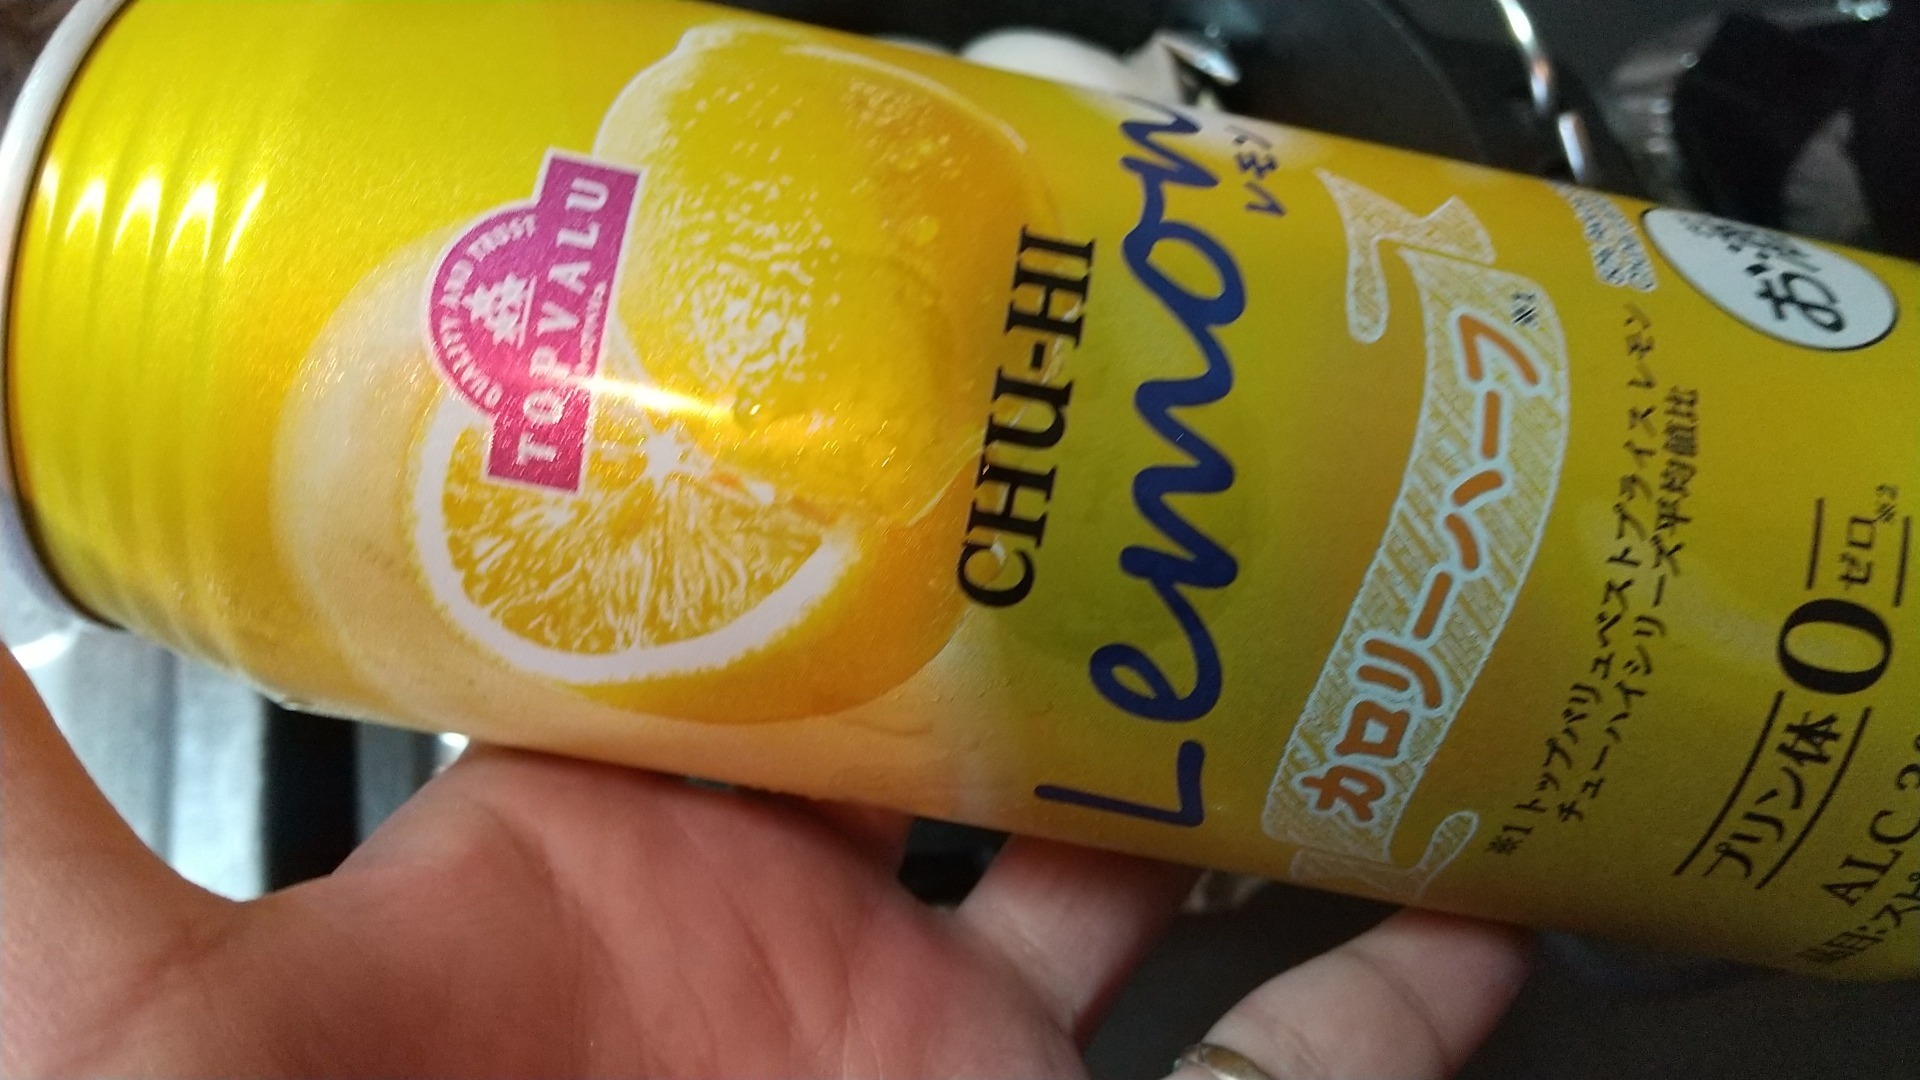 QUALITY AND TRUST
TOPVALU
CHU-HI
Lemon
レモン
カロリーハーフ
※1 トップバリュベストプライス レモン
チューハイシリーズ平均値比
プリン体 0 ゼロ ※2
ALC.3
お酒